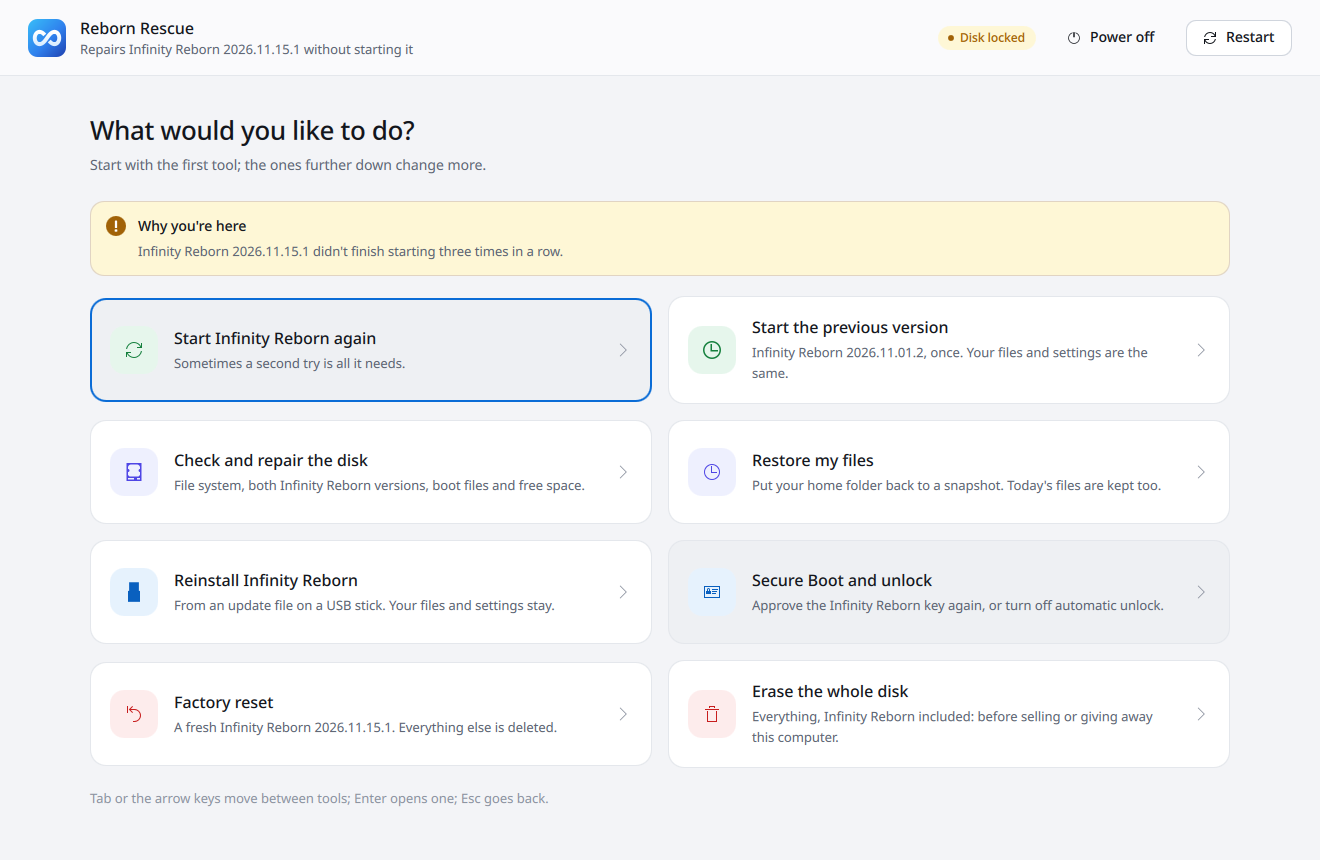 Reborn Rescue
Repairs Infinity Reborn 2026.11.15.1 without starting it
Disk locked
Power off
Restart
What would you like to do?
Start with the first tool; the ones further down change more.
Why you're here
Infinity Reborn 2026.11.15.1 didn't finish starting three times in a row.
Start Infinity Reborn again
Sometimes a second try is all it needs.
Start the previous version
Infinity Reborn 2026.11.01.2, once. Your files and settings are the
same.
Check and repair the disk
File system, both Infinity Reborn versions, boot files and free space.
Restore my files
Put your home folder back to a snapshot. Today's files are kept too.
Reinstall Infinity Reborn
From an update file on a USB stick. Your files and settings stay.
Secure Boot and unlock
Approve the Infinity Reborn key again, or turn off automatic unlock.
Factory reset
A fresh Infinity Reborn 2026.11.15.1. Everything else is deleted.
Erase the whole disk
Everything, Infinity Reborn included: before selling or giving away
this computer.
Tab or the arrow keys move between tools; Enter opens one; Esc goes back.